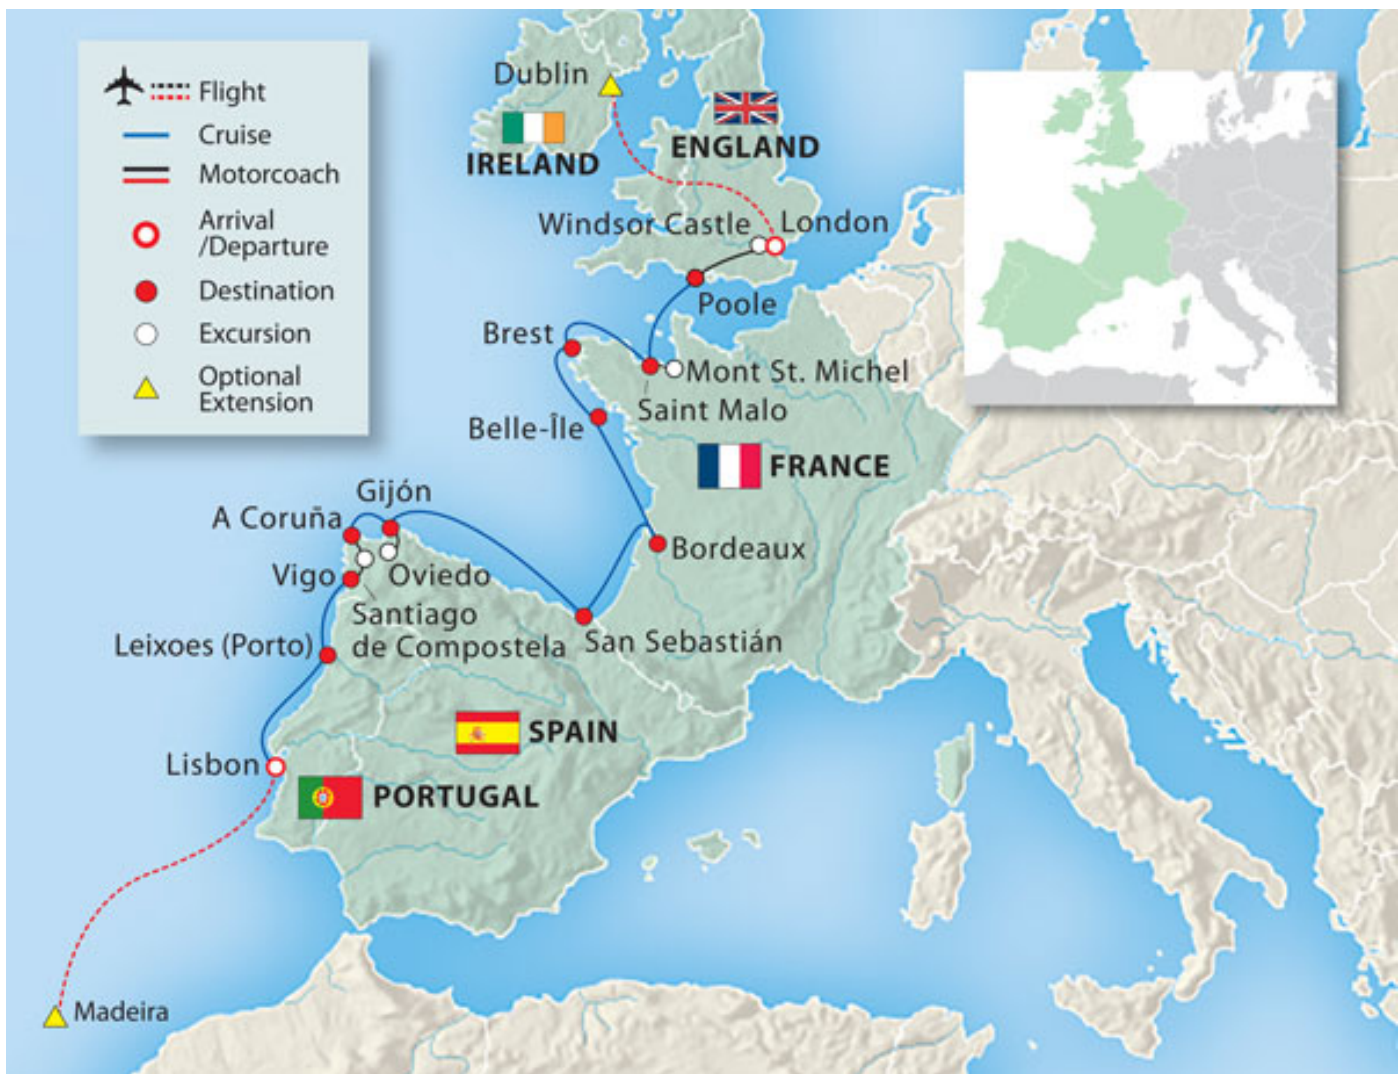 Flight
Cruise
Motorcoach
Arrival
/Departure
Destination
Excursion
Optional
Extension
Dublin
IRELAND
ENGLAND
Windsor Castle
London
Poole
Brest
Mont St. Michel
Saint Malo
Belle-Île
FRANCE
Gijón
A Coruña
Bordeaux
Vigo
Oviedo
Santiago
de Compostela
Leixoes (Porto)
San Sebastián
SPAIN
Lisbon
PORTUGAL
Madeira